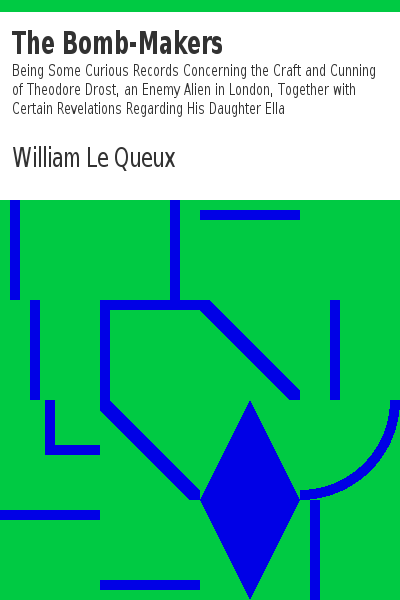 The Bomb-Makers
Being Some Curious Records Concerning the Craft and Cunning
of Theodore Drost, an Enemy Alien in London, Together with
Certain Revelations Regarding His Daughter Ella
William Le Queux